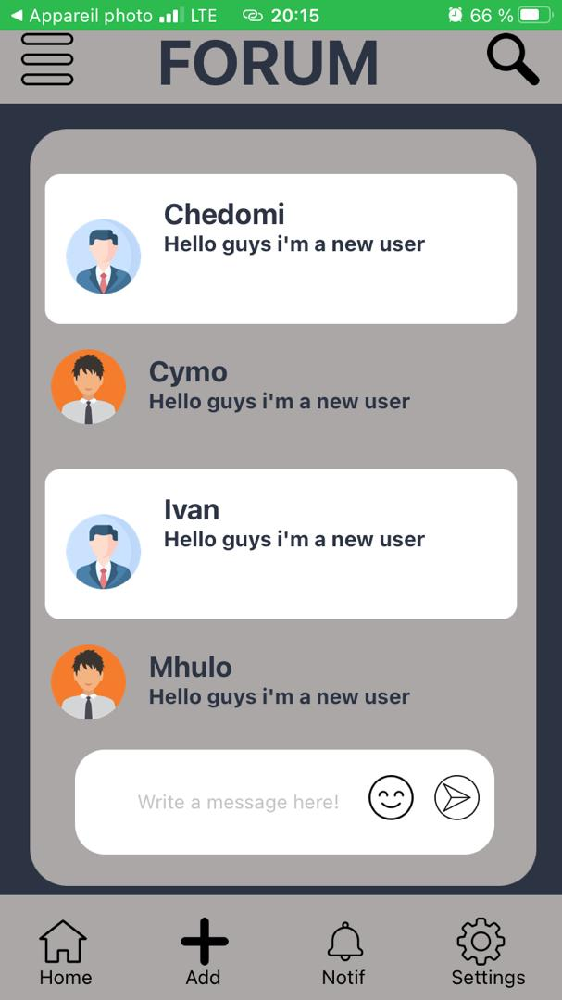 Appareil photo LTE 20:15 66 %
FORUM
Chedomi
Hello guys i'm a new user
Cymo
Hello guys i'm a new user
Ivan
Hello guys i'm a new user
Mhulo
Hello guys i'm a new user
Write a message here!
Home Add Notif Settings